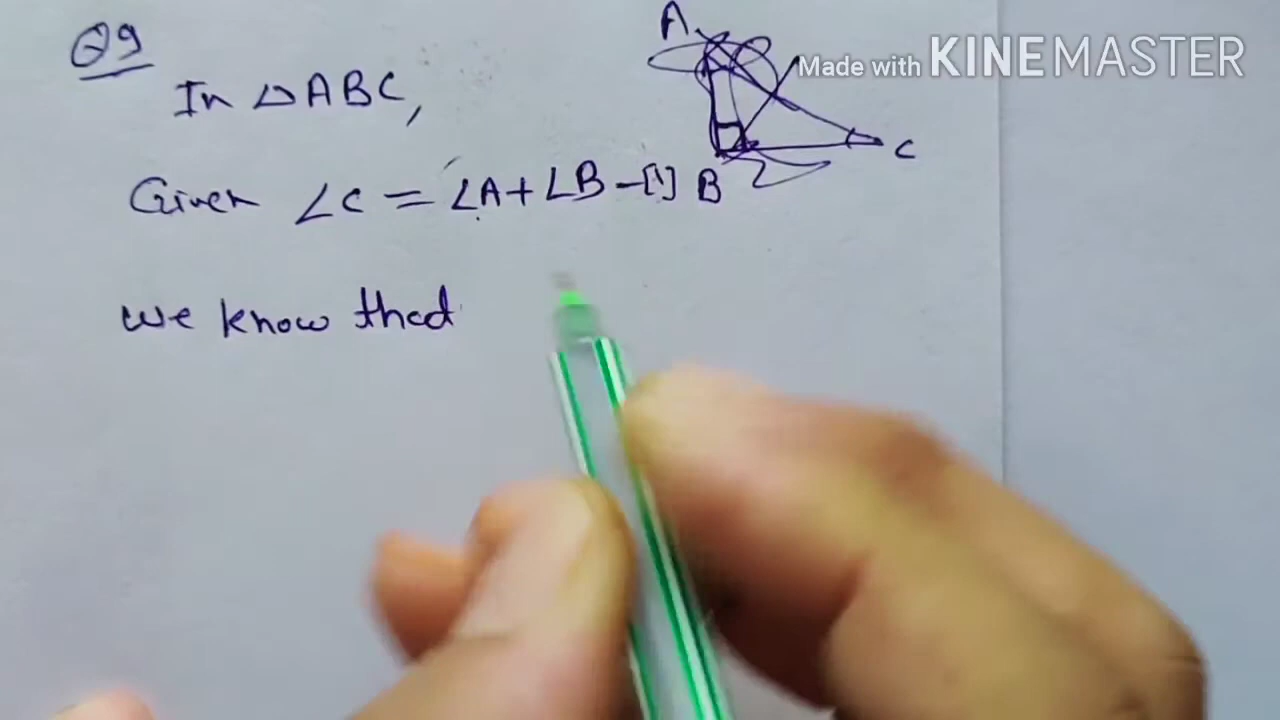 Q9
A
Made with KINEMASTER
In △ABC,
C
Given ∠C = ∠A + ∠B - [1]
B
We know that